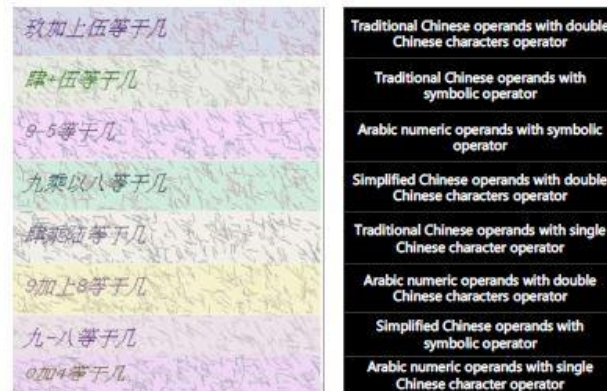 玖加上伍等于几
Traditional Chinese operands with double
Chinese characters operator
肆+伍等于几
Traditional Chinese operands with
symbolic operator
9-5等于几
Arabic numeric operands with symbolic
operator
九乘以八等于几
Simplified Chinese operands with double
Chinese characters operator
肆乘陆等于几
Traditional Chinese operands with single
Chinese character operator
9加上8等于几
Arabic numeric operands with double
Chinese characters operator
九-八等于几
Simplified Chinese operands with
symbolic operator
0加4等于几
Arabic numeric operands with single
Chinese character operator